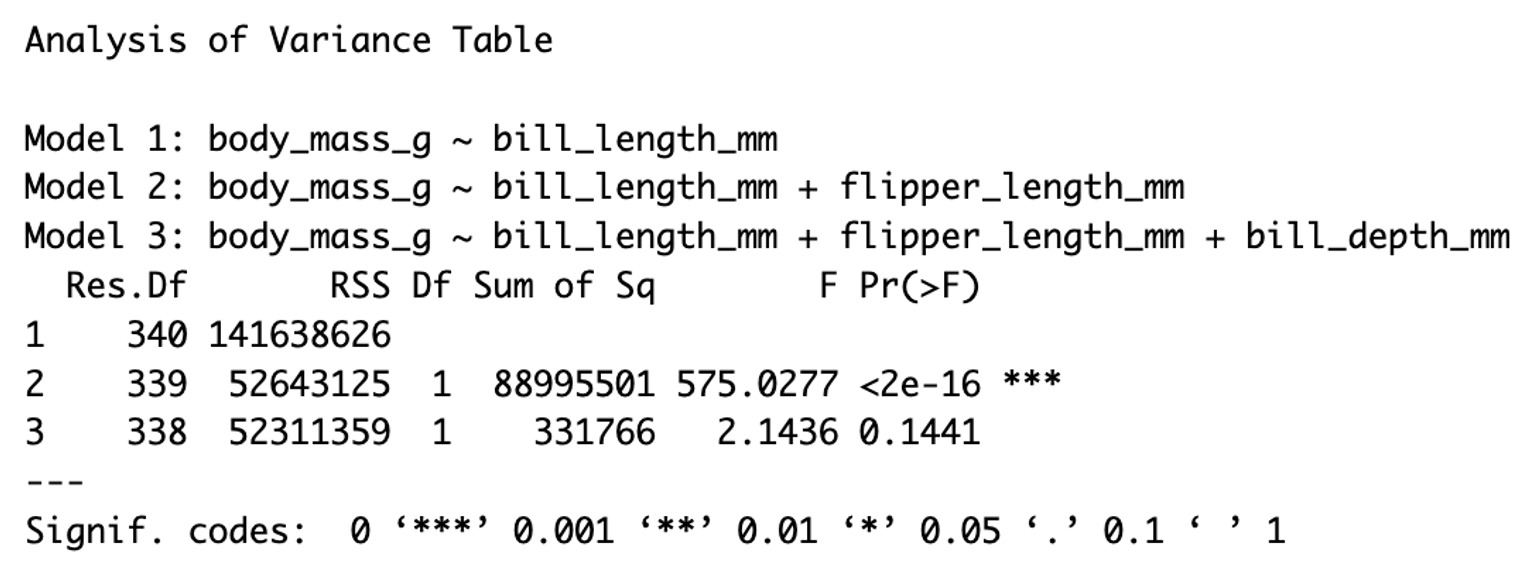 Analysis of Variance Table

Model 1: body_mass_g ~ bill_length_mm
Model 2: body_mass_g ~ bill_length_mm + flipper_length_mm
Model 3: body_mass_g ~ bill_length_mm + flipper_length_mm + bill_depth_mm
  Res.Df       RSS Df Sum of Sq        F Pr(>F)
1    340 141638626
2    339  52643125  1  88995501 575.0277 <2e-16 ***
3    338  52311359  1    331766   2.1436 0.1441
---
Signif. codes:  0 ‘***’ 0.001 ‘**’ 0.01 ‘*’ 0.05 ‘.’ 0.1 ‘ ’ 1